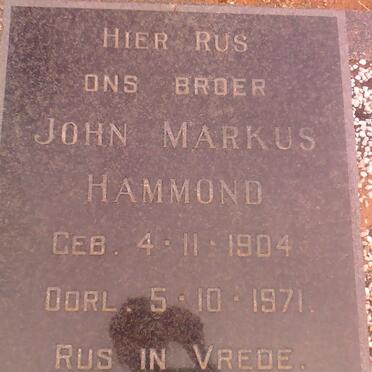 HIER RUS
ONS BROER
JOHN MARKUS
HAMMOND
GEB. 4·11·1904
OORL. 5·10·1971.
RUS IN VREDE.